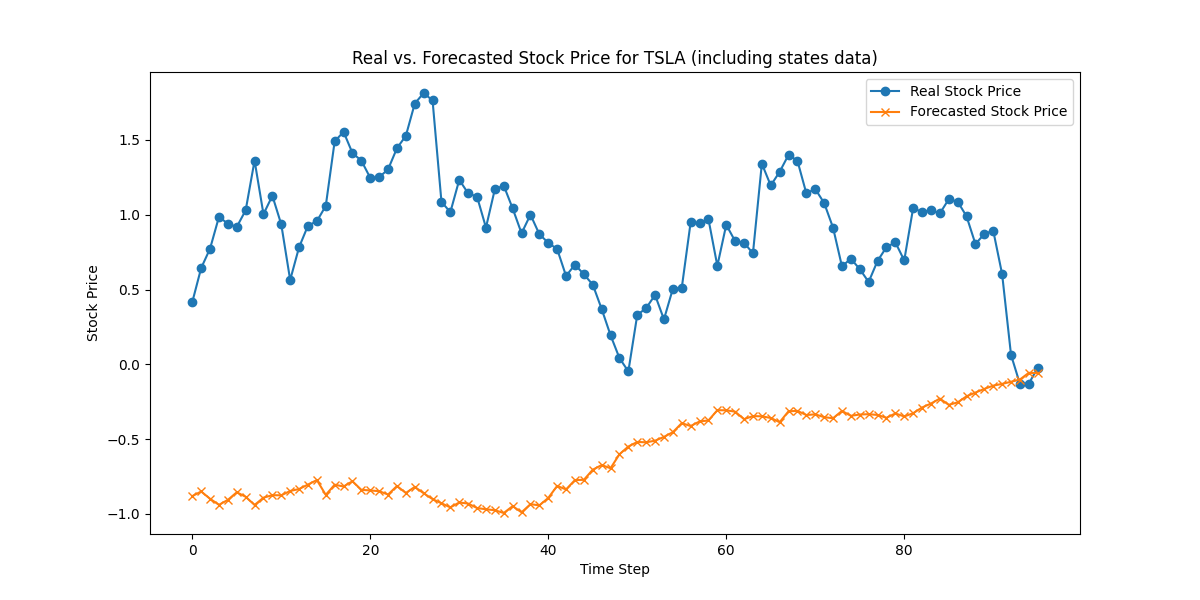 Real vs. Forecasted Stock Price for TSLA (including states data)
Real Stock Price
Forecasted Stock Price
Stock Price
1.5
1.0
0.5
0.0
−0.5
−1.0
0 20 40 60 80
Time Step